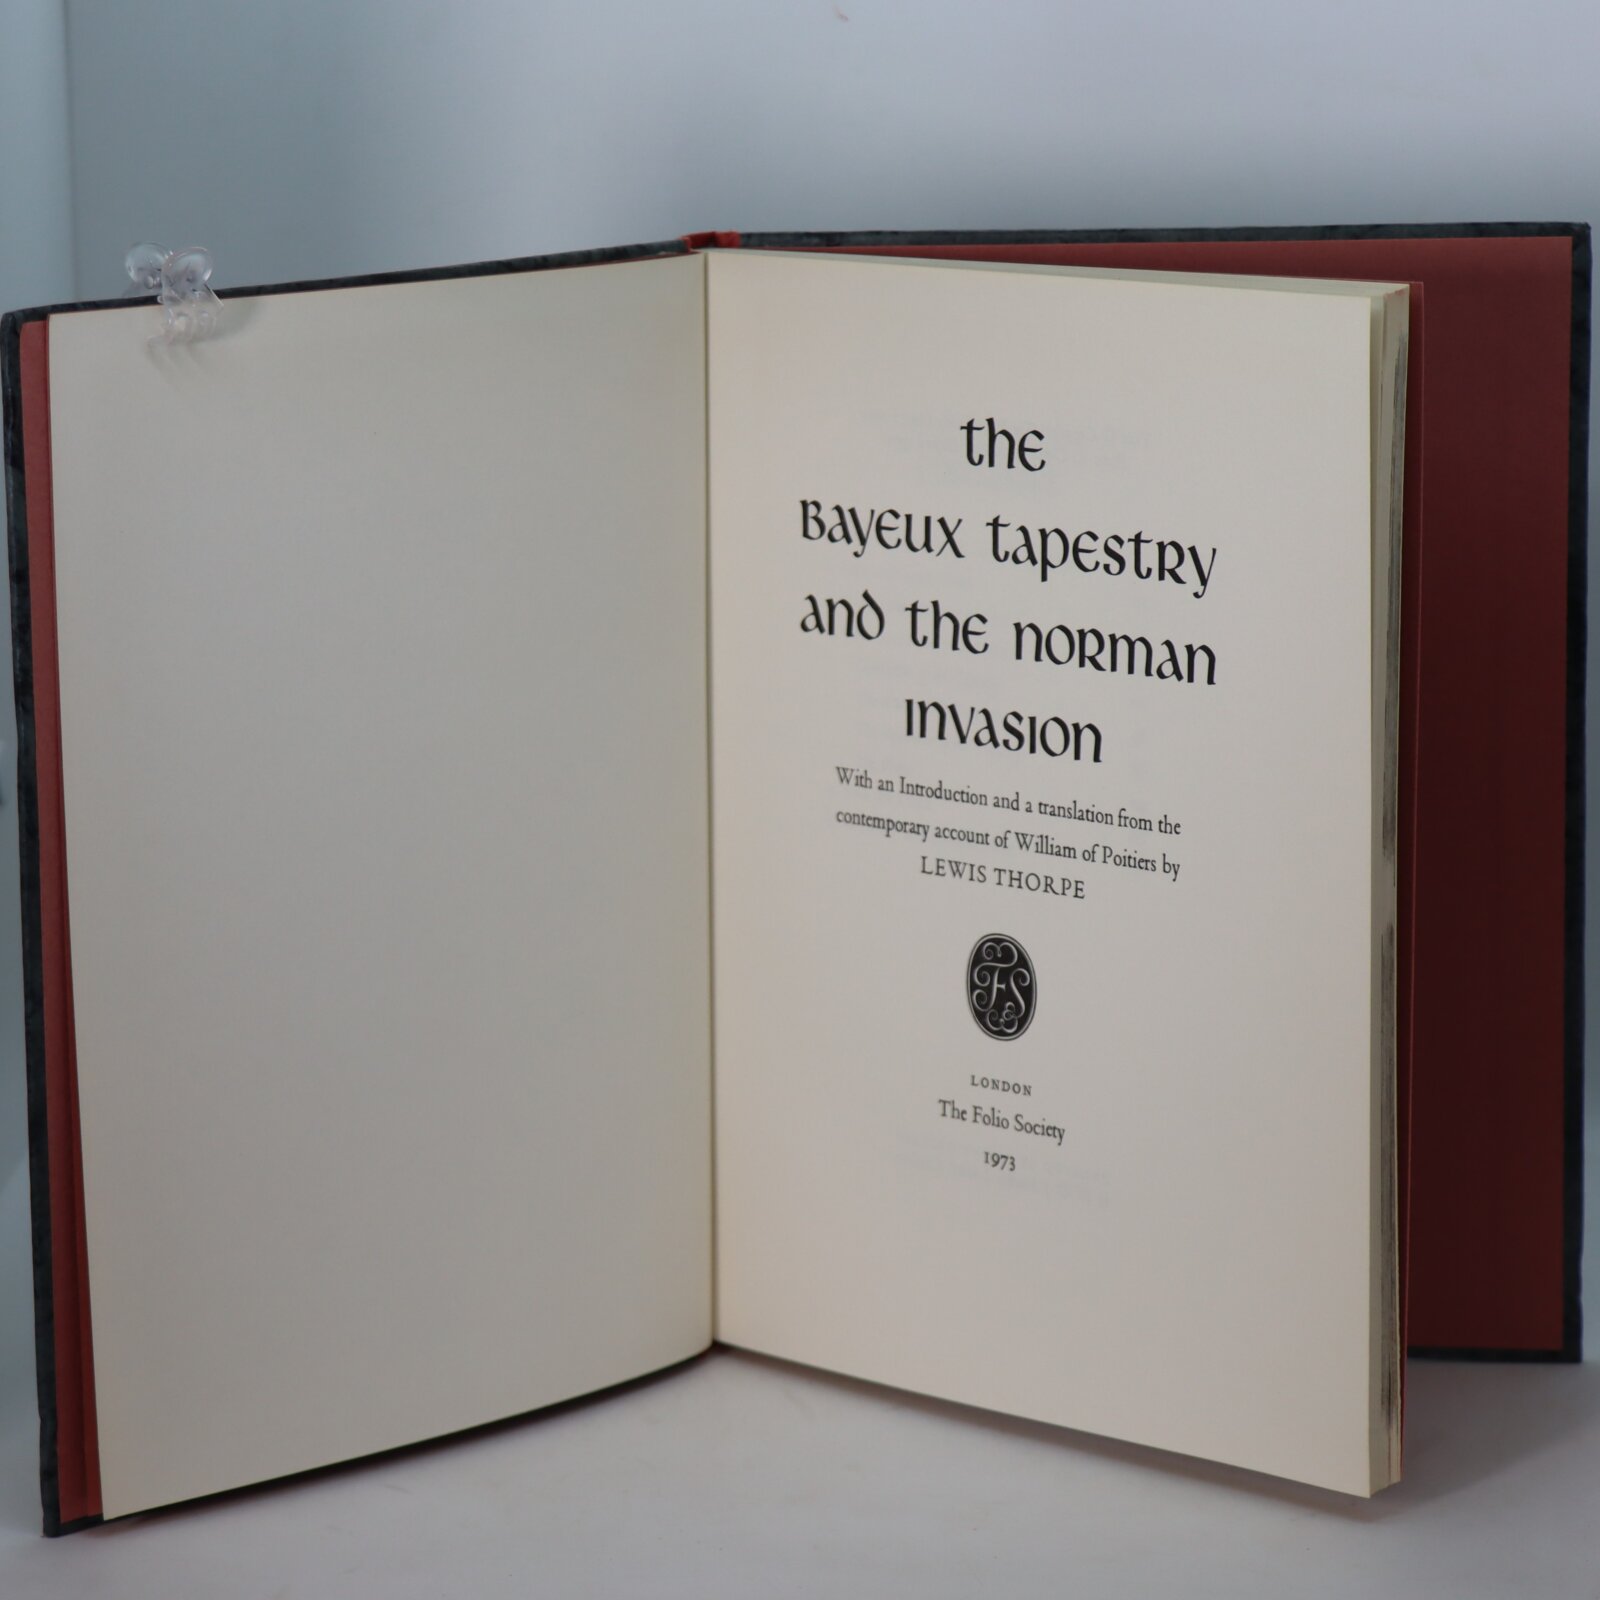 the
Bayeux tapestry
and the norman
invasion
With an Introduction and a translation from the
contemporary account of William of Poitiers by
LEWIS THORPE
FS
LONDON
The Folio Society
1973